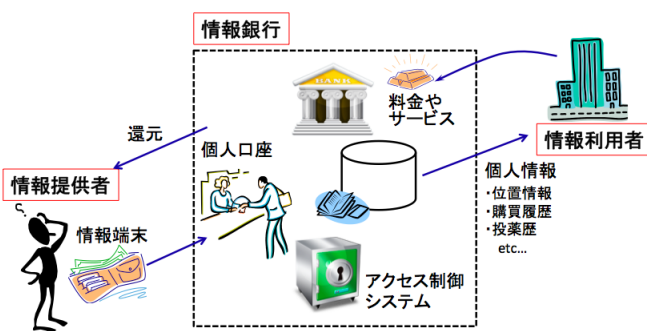 情報銀行
BANK
料金や
サービス
還元
個人口座
情報利用者
情報提供者
個人情報
・位置情報
・購買履歴
・投薬歴
etc...
情報端末
アクセス制御
システム